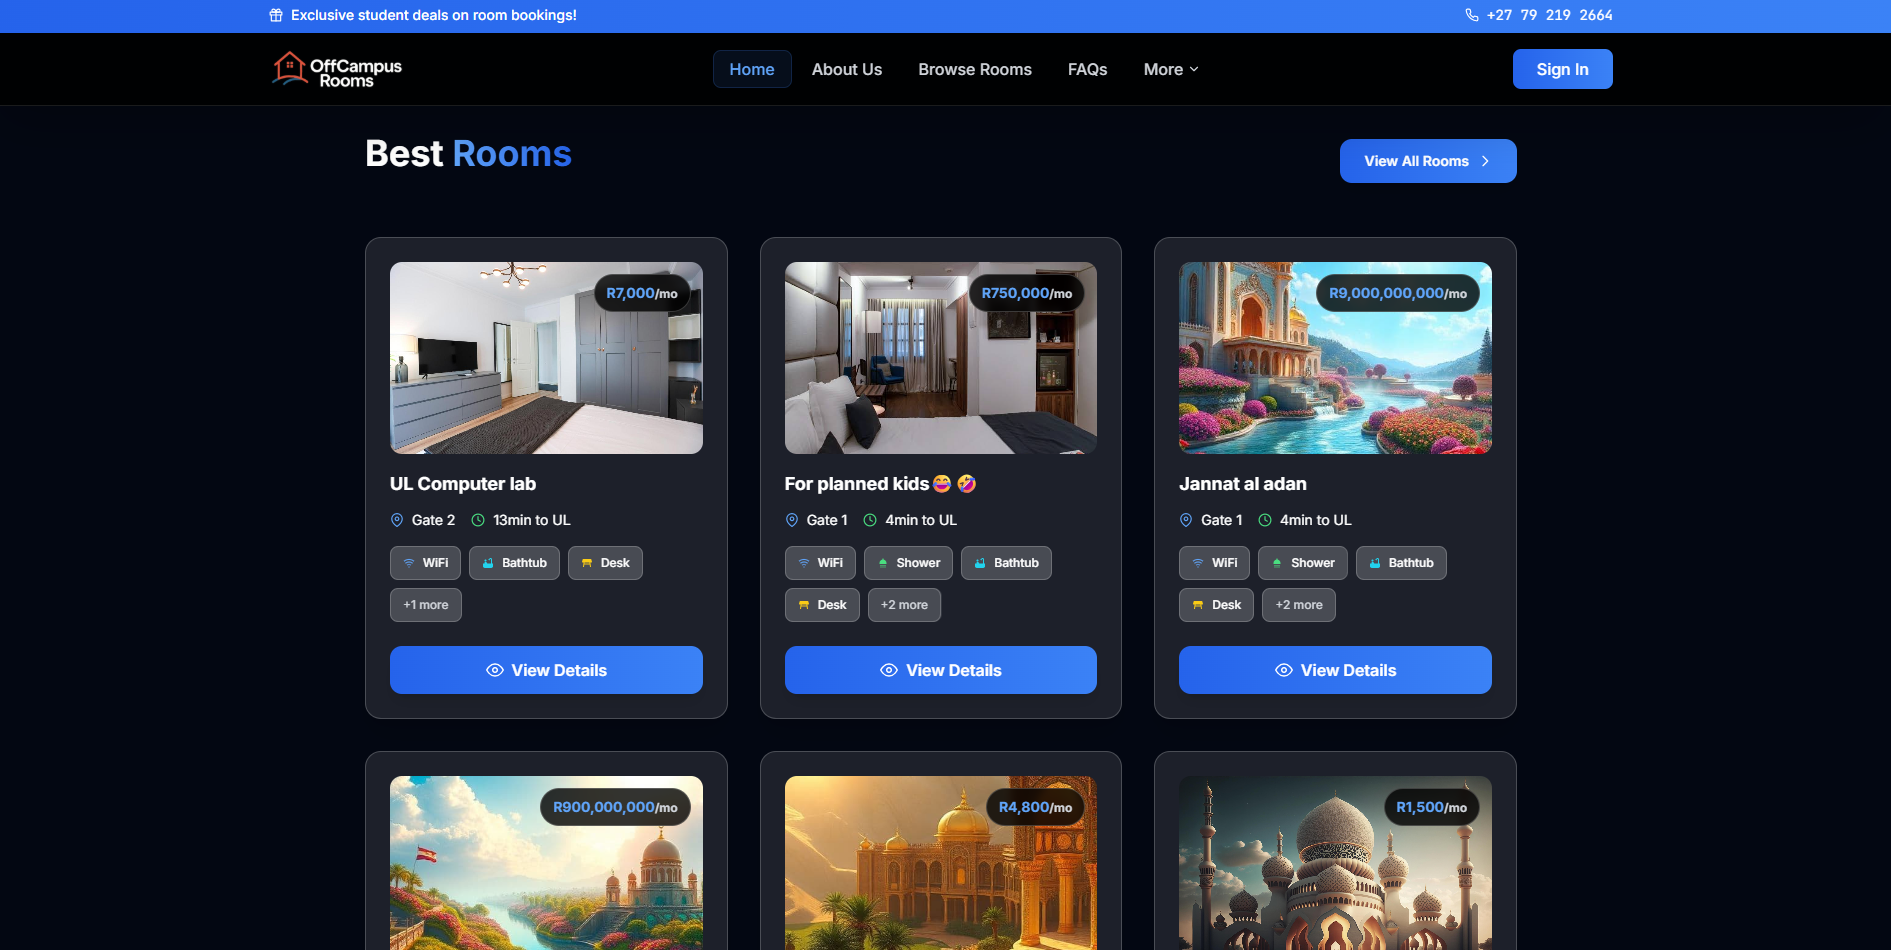 Exclusive student deals on room bookings!
+27 79 219 2664
OffCampus
Rooms
Home
About Us
Browse Rooms
FAQs
More
Sign In
Best Rooms
View All Rooms
R7,000/mo
UL Computer lab
Gate 2
13min to UL
WiFi
Bathtub
Desk
+1 more
View Details
R750,000/mo
For planned kids😂🤣
Gate 1
4min to UL
WiFi
Shower
Bathtub
Desk
+2 more
View Details
R9,000,000,000/mo
Jannat al adan
Gate 1
4min to UL
WiFi
Shower
Bathtub
Desk
+2 more
View Details
R900,000,000/mo
R4,800/mo
R1,500/mo